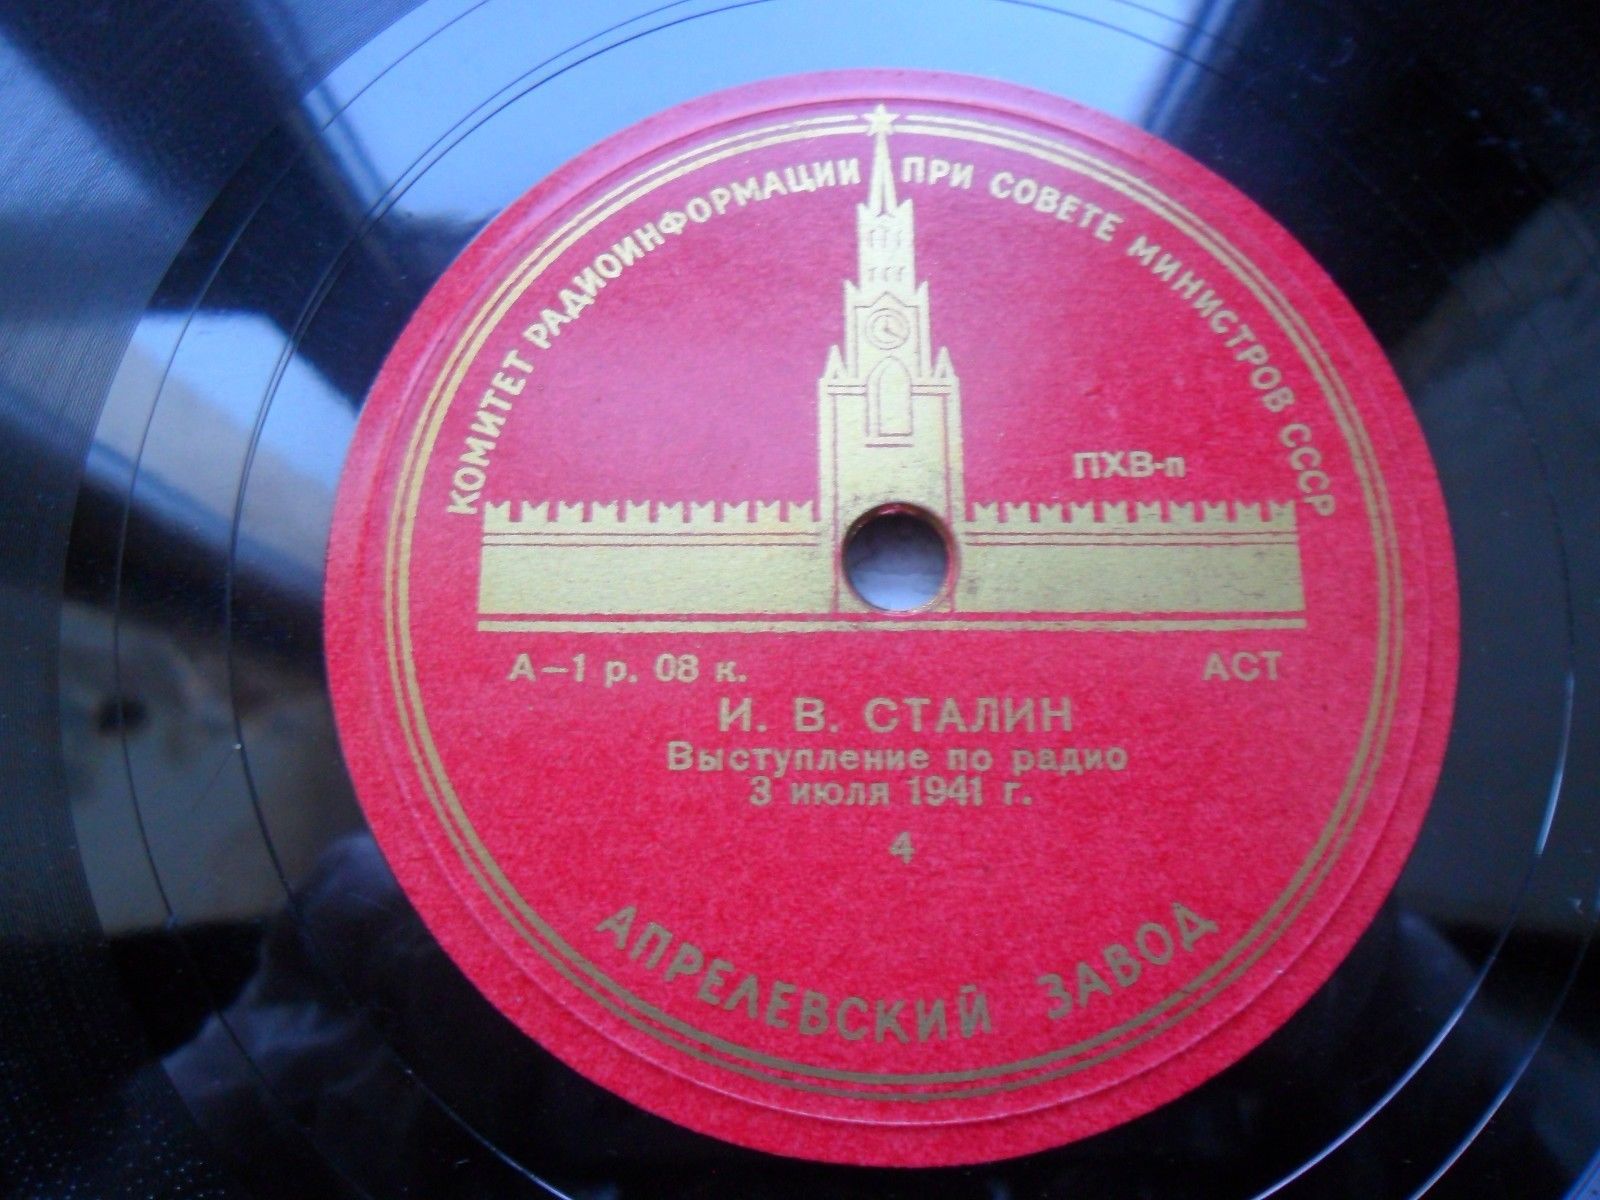 КОМИТЕТ РАДИОИНФОРМАЦИИ ПРИ СОВЕТЕ МИНИСТРОВ СССР
ПХВ-п
А-1 р. 08 к.
АСТ
И. В. СТАЛИН
Выступление по радио
3 июля 1941 г.
4
АПРЕЛЕВСКИЙ ЗАВОД